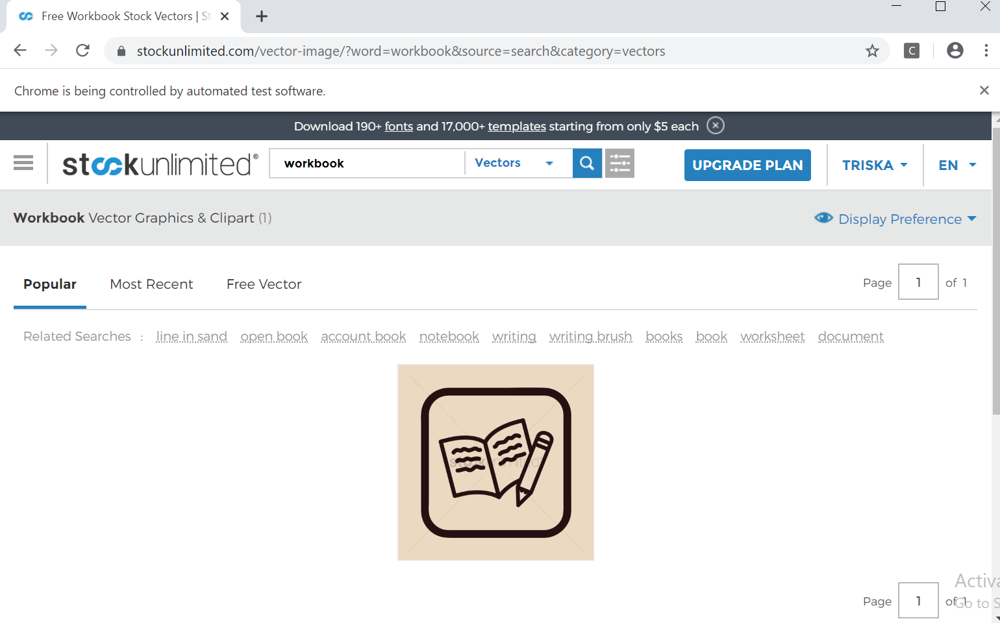 Free Workbook Stock Vectors | St
stockunlimited.com/vector-image/?word=workbook&source=search&category=vectors
C
Chrome is being controlled by automated test software.
Download 190+ fonts and 17,000+ templates starting from only $5 each
stockunlimited®
workbook
Vectors
UPGRADE PLAN
TRISKA
EN
Workbook Vector Graphics & Clipart (1)
Display Preference
Popular
Most Recent
Free Vector
Page 1 of 1
Related Searches : line in sand open book account book notebook writing writing brush books book worksheet document
stockunlimited
Activa
Page 1 of 1
Go to S